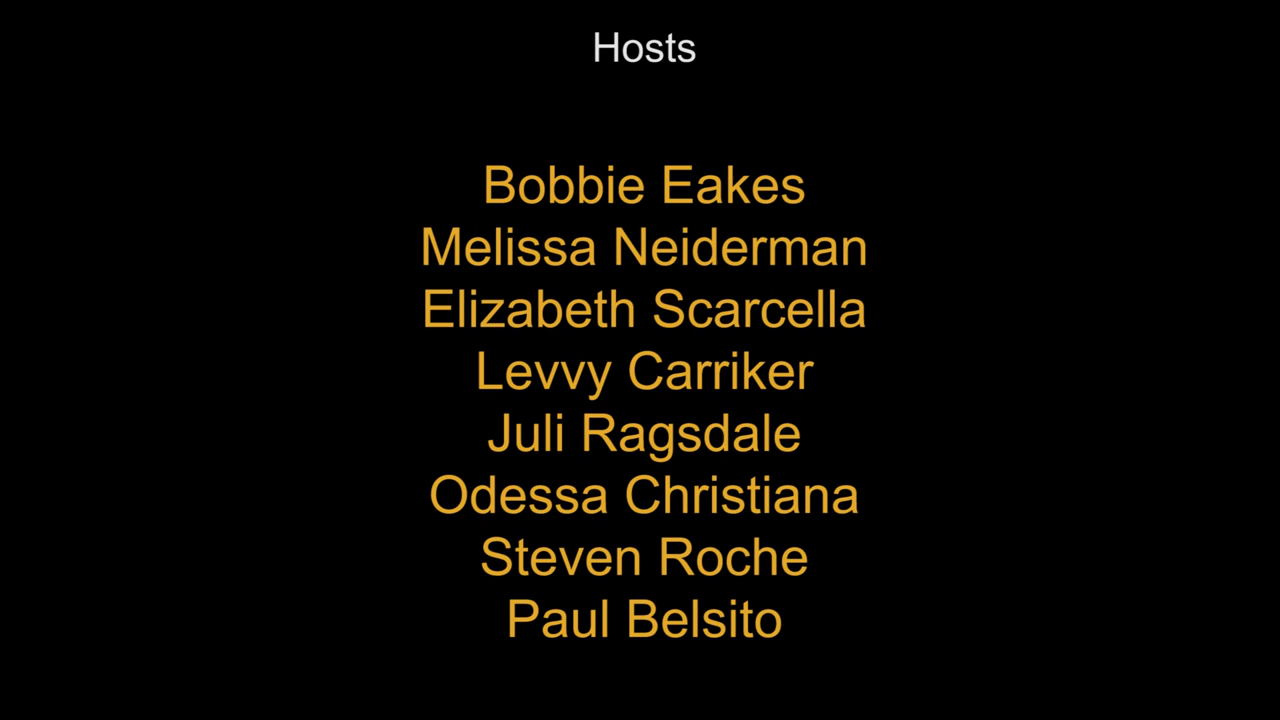 Hosts
Bobbie Eakes
Melissa Neiderman
Elizabeth Scarcella
Levvy Carriker
Juli Ragsdale
Odessa Christiana
Steven Roche
Paul Belsito